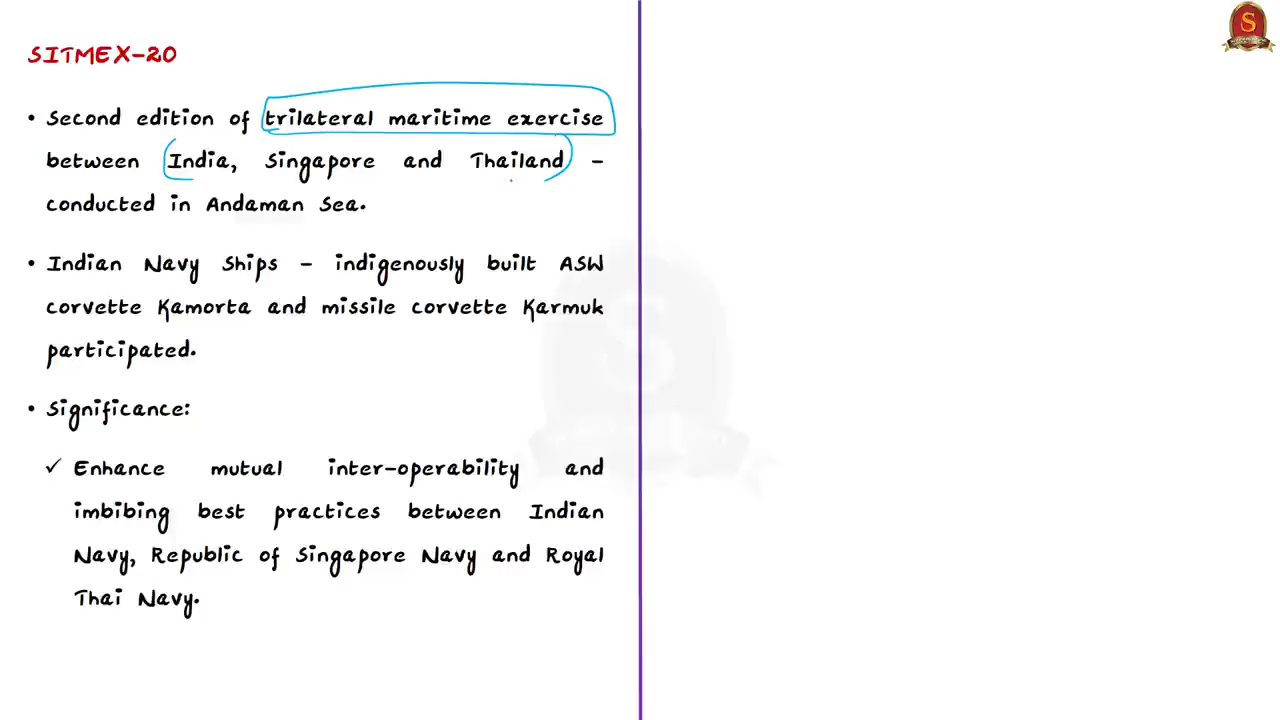 SITMEX-20
• Second edition of trilateral maritime exercise
between India, Singapore and Thailand -
conducted in Andaman Sea.
• Indian Navy Ships - indigenously built ASW
corvette Kamorta and missile corvette Karmuk
participated.
• Significance:
✓ Enhance mutual inter-operability and
imbibing best practices between Indian
Navy, Republic of Singapore Navy and Royal
Thai Navy.
S